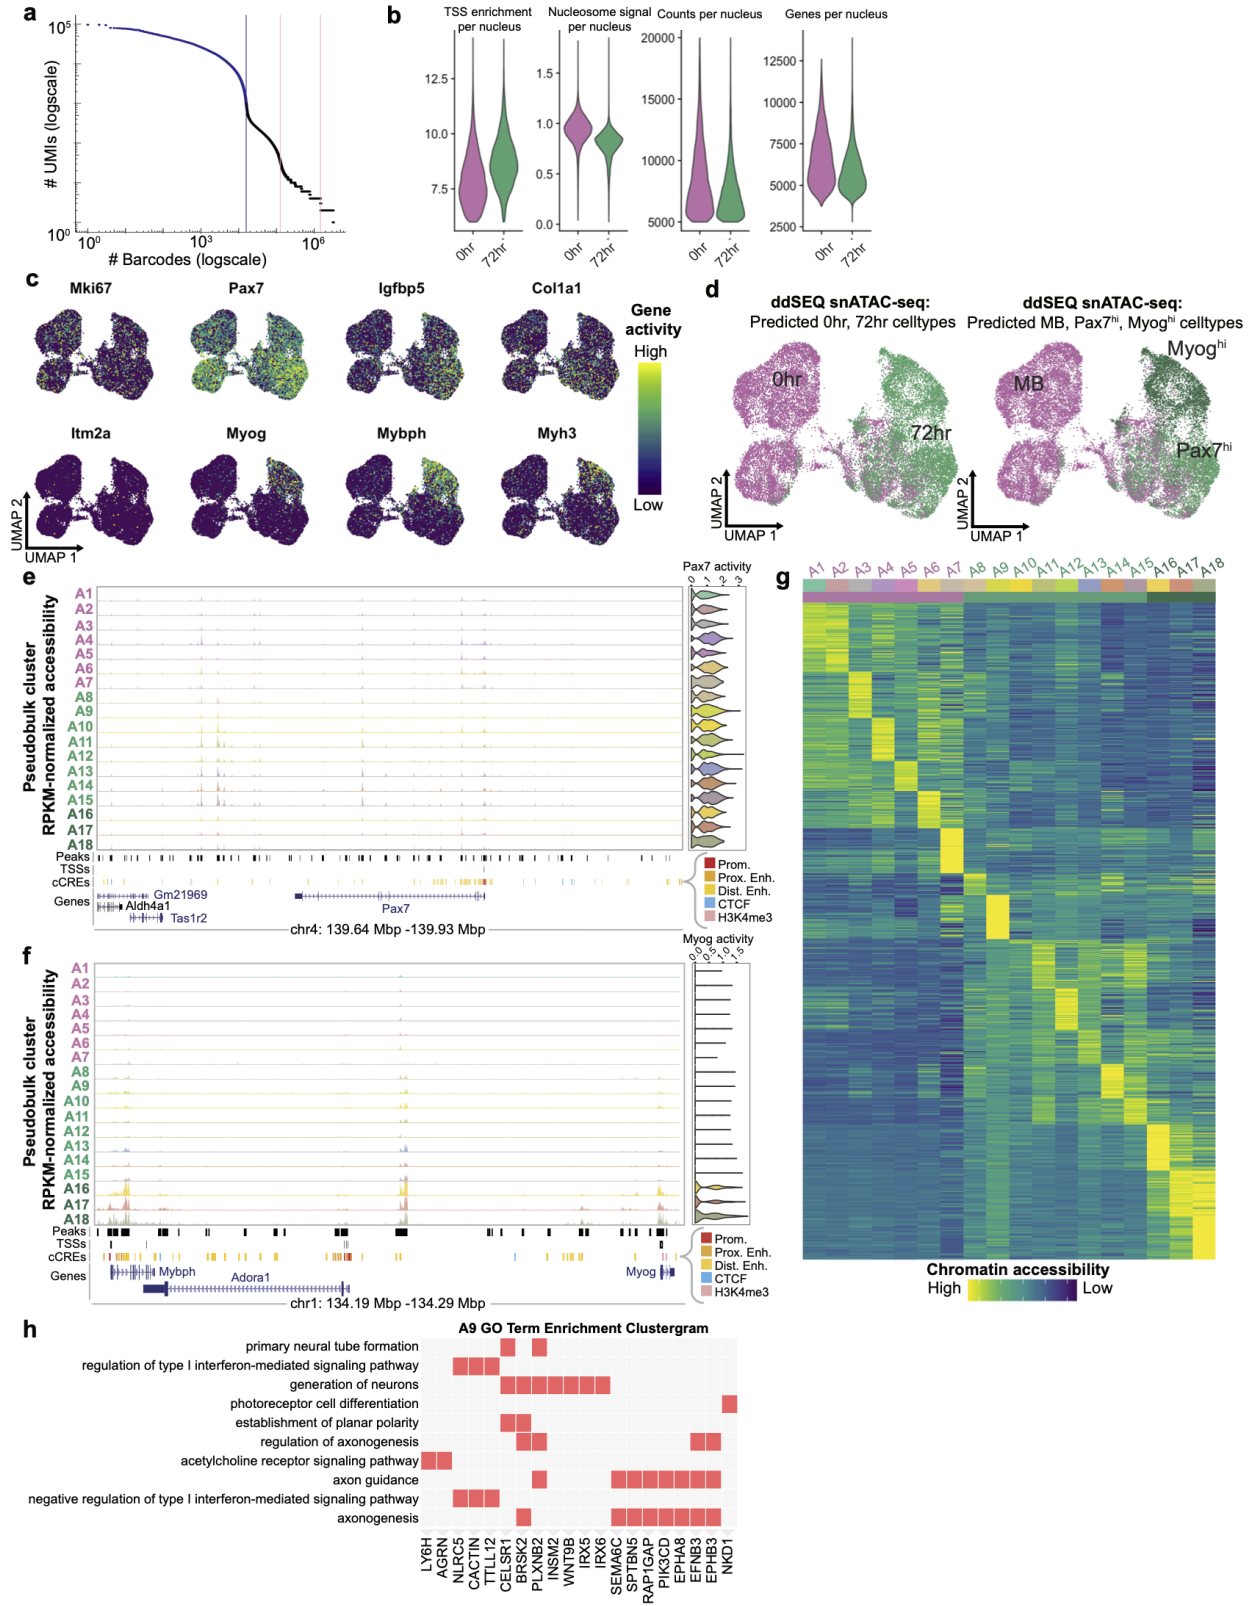 a
# UMIs (logscale)
10⁵
10⁰
10⁰
10³
10⁶
# Barcodes (logscale)
b
TSS enrichment
per nucleus
Nucleosome signal
per nucleus
Counts per nucleus
Genes per nucleus
12.5
10.0
7.5
0hr
72hr
1.5
1.0
0.5
0.0
0hr
72hr
20000
15000
10000
5000
0hr
72hr
12500
10000
7500
5000
2500
0hr
72hr
c
Mki67
Pax7
Igfbp5
Col1a1
Itm2a
Myog
Mybph
Myh3
Gene
activity
High
Low
UMAP 2
UMAP 1
d
ddSEQ snATAC-seq:
Predicted 0hr, 72hr celltypes
0hr
72hr
UMAP 2
UMAP 1
ddSEQ snATAC-seq:
Predicted MB, Pax7hi, Myoghi celltypes
Myoghi
MB
Pax7hi
UMAP 2
UMAP 1
e
Pseudobulk cluster
RPKM-normalized accessibility
A1
A2
A3
A4
A5
A6
A7
A8
A9
A10
A11
A12
A13
A14
A15
A16
A17
A18
Peaks
TSSs
cCREs
Genes
Gm21969
Aldh4a1
Tas1r2
Pax7
chr4: 139.64 Mbp -139.93 Mbp
Pax7 activity
0 1 2 3
Prom.
Prox. Enh.
Dist. Enh.
CTCF
H3K4me3
f
Pseudobulk cluster
RPKM-normalized accessibility
A1
A2
A3
A4
A5
A6
A7
A8
A9
A10
A11
A12
A13
A14
A15
A16
A17
A18
Peaks
TSSs
cCREs
Genes
Mybph
Adora1
Myog
chr1: 134.19 Mbp -134.29 Mbp
Myog activity
0.0 0.5 1.0 1.5
Prom.
Prox. Enh.
Dist. Enh.
CTCF
H3K4me3
g
A1 A2 A3 A4 A5 A6 A7 A8 A9 A10 A11 A12 A13 A14 A15 A16 A17 A18
Chromatin accessibility
High
Low
h
A9 GO Term Enrichment Clustergram
primary neural tube formation
regulation of type I interferon-mediated signaling pathway
generation of neurons
photoreceptor cell differentiation
establishment of planar polarity
regulation of axonogenesis
acetylcholine receptor signaling pathway
axon guidance
negative regulation of type I interferon-mediated signaling pathway
axonogenesis
LY6H
AGRN
NLRC5
CACTIN
TTLL12
CELSR1
BRSK2
PLXNB2
INSM2
WNT9B
IRX5
IRX6
SEMA6C
SPTBN5
RAP1GAP
PIK3CD
EPHA8
EFNB3
EPHB3
NKD1